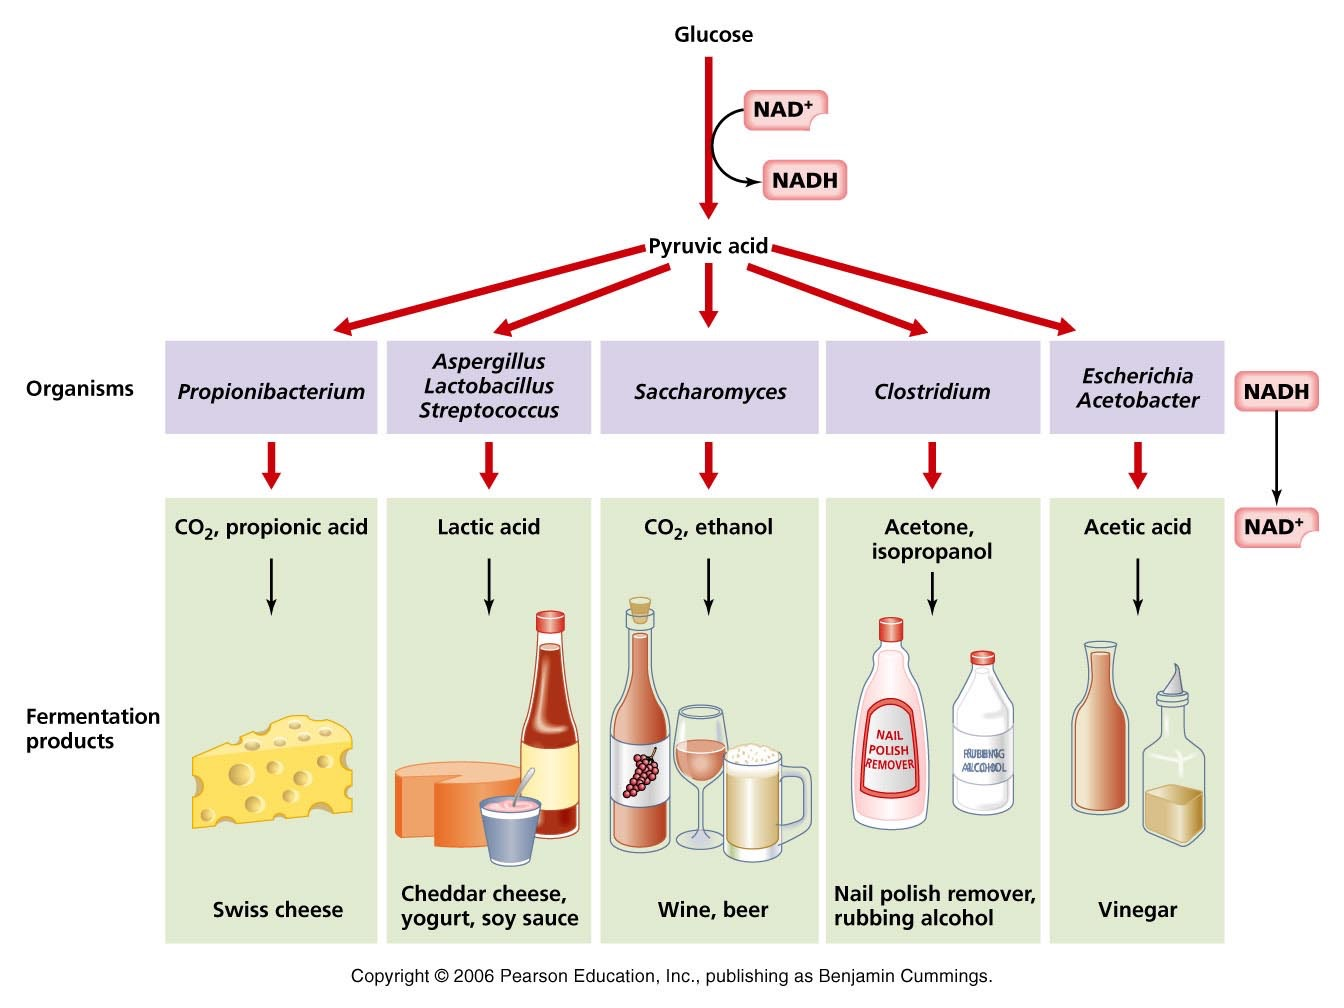 Glucose
NAD⁺
NADH
Pyruvic acid
Organisms
Propionibacterium
Aspergillus
Lactobacillus
Streptococcus
Saccharomyces
Clostridium
Escherichia
Acetobacter
NADH
CO₂, propionic acid
Lactic acid
CO₂, ethanol
Acetone,
isopropanol
Acetic acid
NAD⁺
Fermentation
products
NAIL
POLISH
REMOVER
RUBBING
ALCOHOL
Swiss cheese
Cheddar cheese,
yogurt, soy sauce
Wine, beer
Nail polish remover,
rubbing alcohol
Vinegar
Copyright © 2006 Pearson Education, Inc., publishing as Benjamin Cummings.